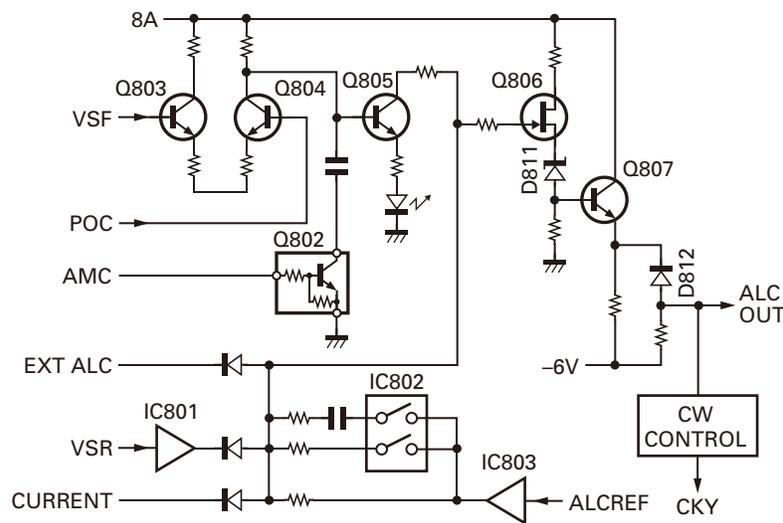 8A
Q803
Q804
Q805
Q806
VSF
D811
Q807
POC
Q802
AMC
D812
ALC
OUT
EXT ALC
–6V
IC802
IC801
CW
CONTROL
VSR
IC803
CURRENT
ALCREF
CKY